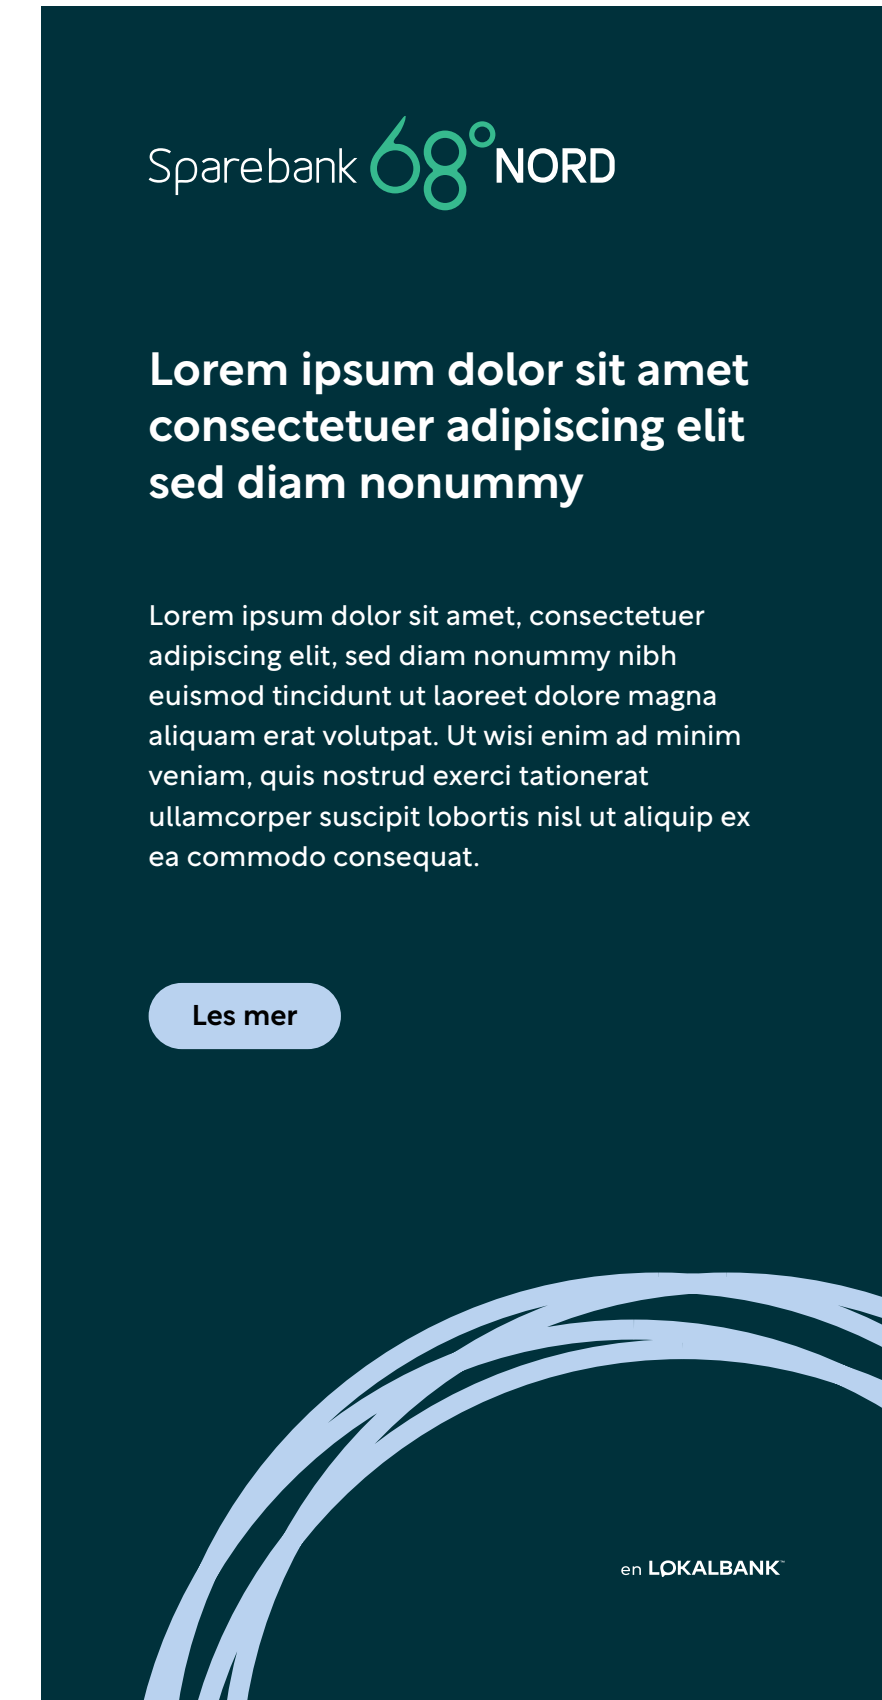 Sparebank 68° NORD
Lorem ipsum dolor sit amet
consectetuer adipiscing elit
sed diam nonummy
Lorem ipsum dolor sit amet, consectetuer
adipiscing elit, sed diam nonummy nibh
euismod tincidunt ut laoreet dolore magna
aliquam erat volutpat. Ut wisi enim ad minim
veniam, quis nostrud exerci tationerat
ullamcorper suscipit lobortis nisl ut aliquip ex
ea commodo consequat.
Les mer
en LOKALBANK™